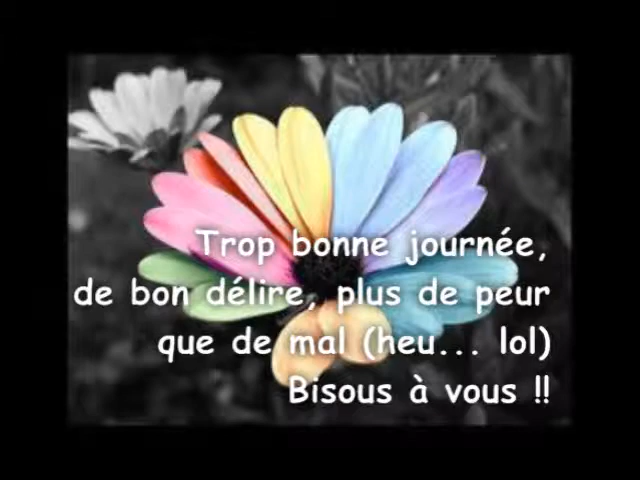 Trop bonne journée,
de bon délire, plus de peur
que de mal (heu... lol)
Bisous à vous !!